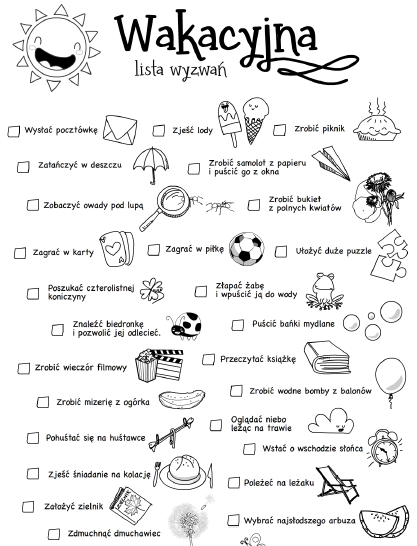 Wakacyjna
lista wyzwań
Wysłać pocztówkę
Zjeść lody
Zrobić piknik
Zatańczyć w deszczu
Zrobić samolot z papieru
i puścić go z okna
Zobaczyć owady pod lupą
Zrobić bukiet
z polnych kwiatów
Zagrać w karty
Zagrać w piłkę
Ułożyć duże puzzle
Poszukać czterolistnej
koniczyny
Złapać żabę
i wpuścić ją do wody
Znaleźć biedronkę
i pozwolić jej odlecieć.
Puścić bańki mydlane
Zrobić wieczór filmowy
Przeczytać książkę
Zrobić wodne bomby z balonów
Zrobić mizerię z ogórka
Oglądać niebo
leżąc na trawie
Pohuśtać się na huśtawce
Wstać o wschodzie słońca
Zjeść śniadanie na kolację
Poleżeć na leżaku
Założyć zielnik
Wybrać najsłodszego arbuza
Zdmuchnąć dmuchawiec